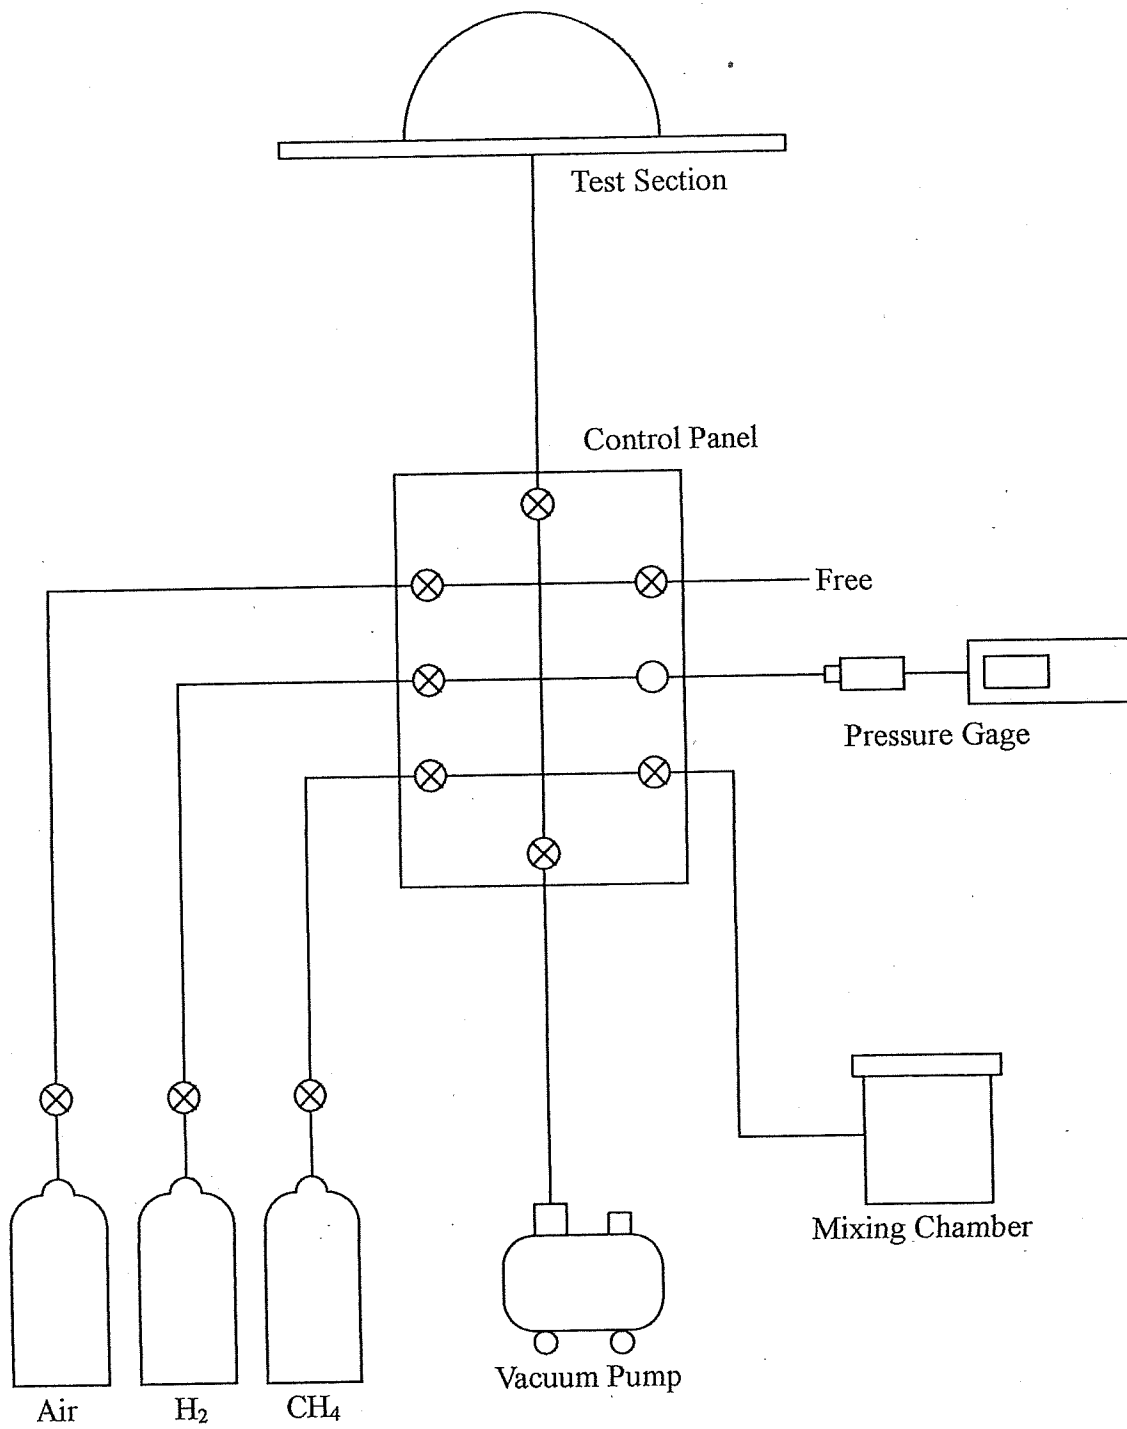 Test Section
Control Panel
Free
Pressure Gage
Mixing Chamber
Vacuum Pump
Air
H₂
CH₄